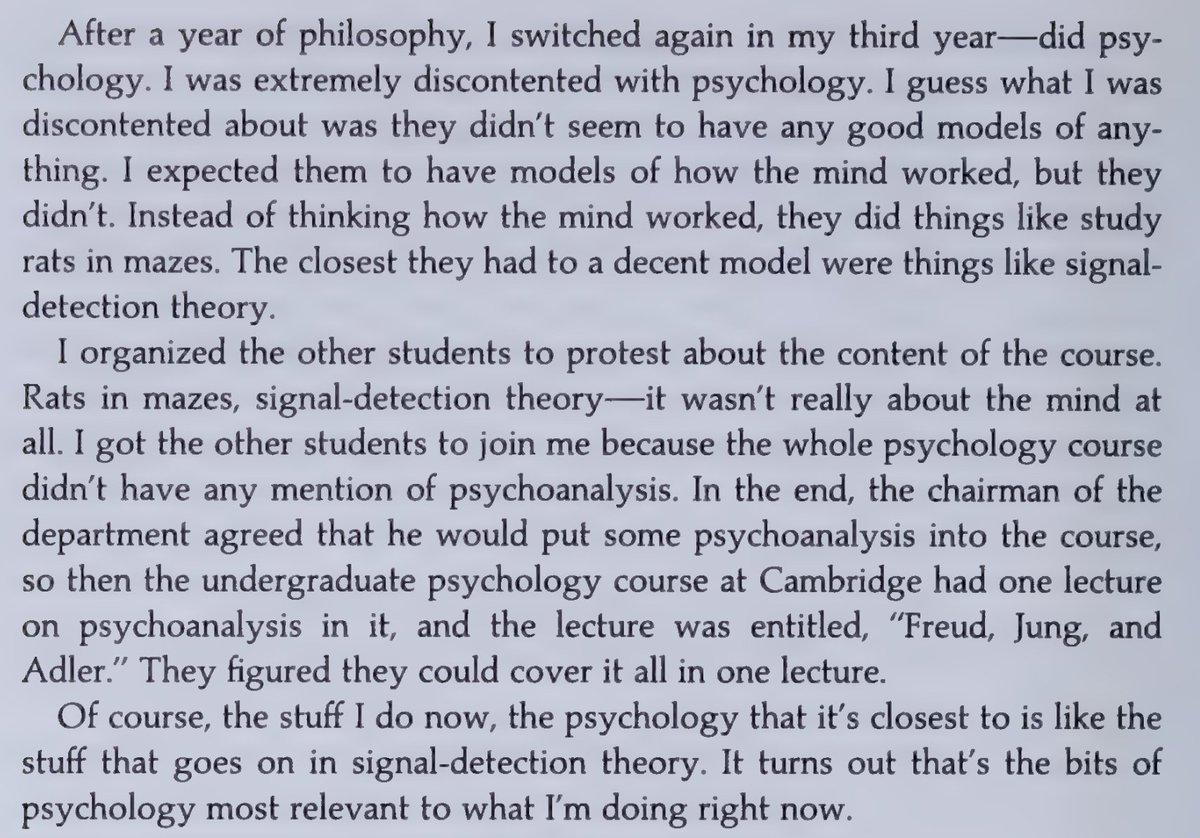 After a year of philosophy, I switched again in my third year—did psy-
chology. I was extremely discontented with psychology. I guess what I was
discontented about was they didn't seem to have any good models of any-
thing. I expected them to have models of how the mind worked, but they
didn't. Instead of thinking how the mind worked, they did things like study
rats in mazes. The closest they had to a decent model were things like signal-
detection theory.
I organized the other students to protest about the content of the course.
Rats in mazes, signal-detection theory—it wasn't really about the mind at
all. I got the other students to join me because the whole psychology course
didn't have any mention of psychoanalysis. In the end, the chairman of the
department agreed that he would put some psychoanalysis into the course,
so then the undergraduate psychology course at Cambridge had one lecture
on psychoanalysis in it, and the lecture was entitled, "Freud, Jung, and
Adler." They figured they could cover it all in one lecture.
Of course, the stuff I do now, the psychology that it's closest to is like the
stuff that goes on in signal-detection theory. It turns out that's the bits of
psychology most relevant to what I'm doing right now.